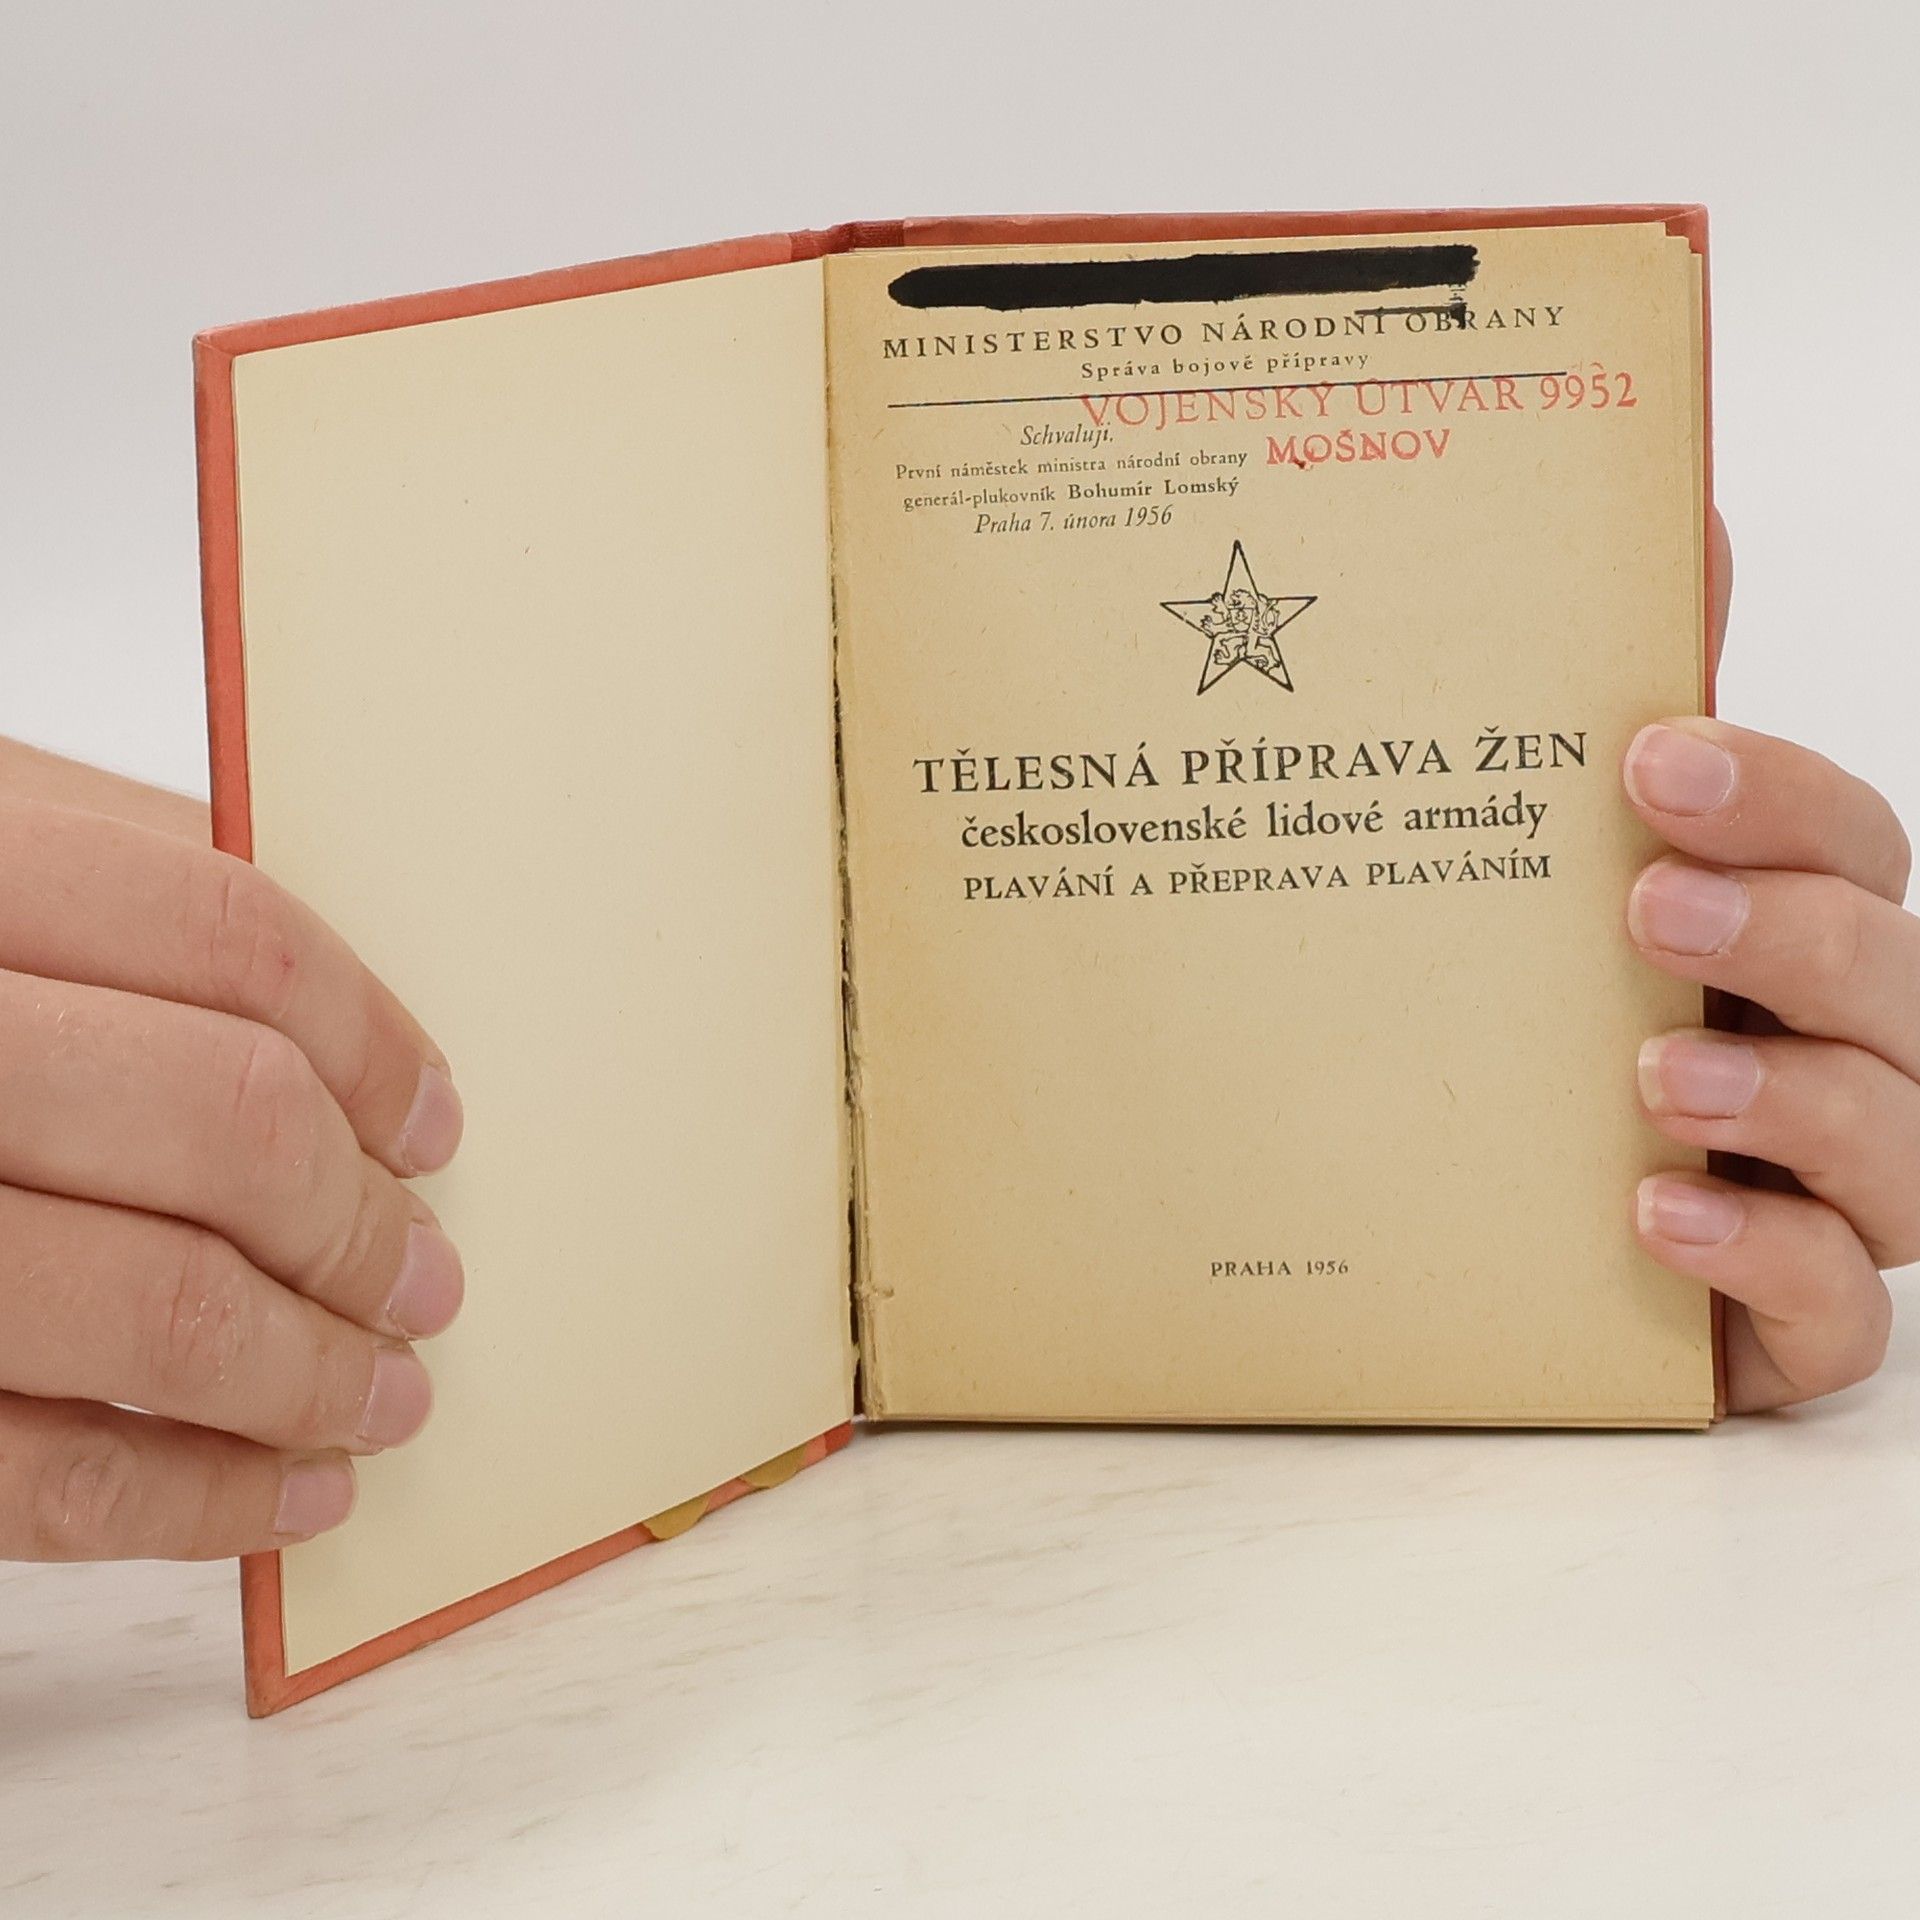 MINISTERSTVO NÁRODNÍ OBRANY
Správa bojové přípravy
VOJENSKÝ ÚTVAR 9952
MOŠNOV
Schvaluji.
První náměstek ministra národní obrany
generál-plukovník Bohumír Lomský
Praha 7. února 1956
TĚLESNÁ PŘÍPRAVA ŽEN
československé lidové armády
PLAVÁNÍ A PŘEPRAVA PLAVÁNÍM
PRAHA 1956